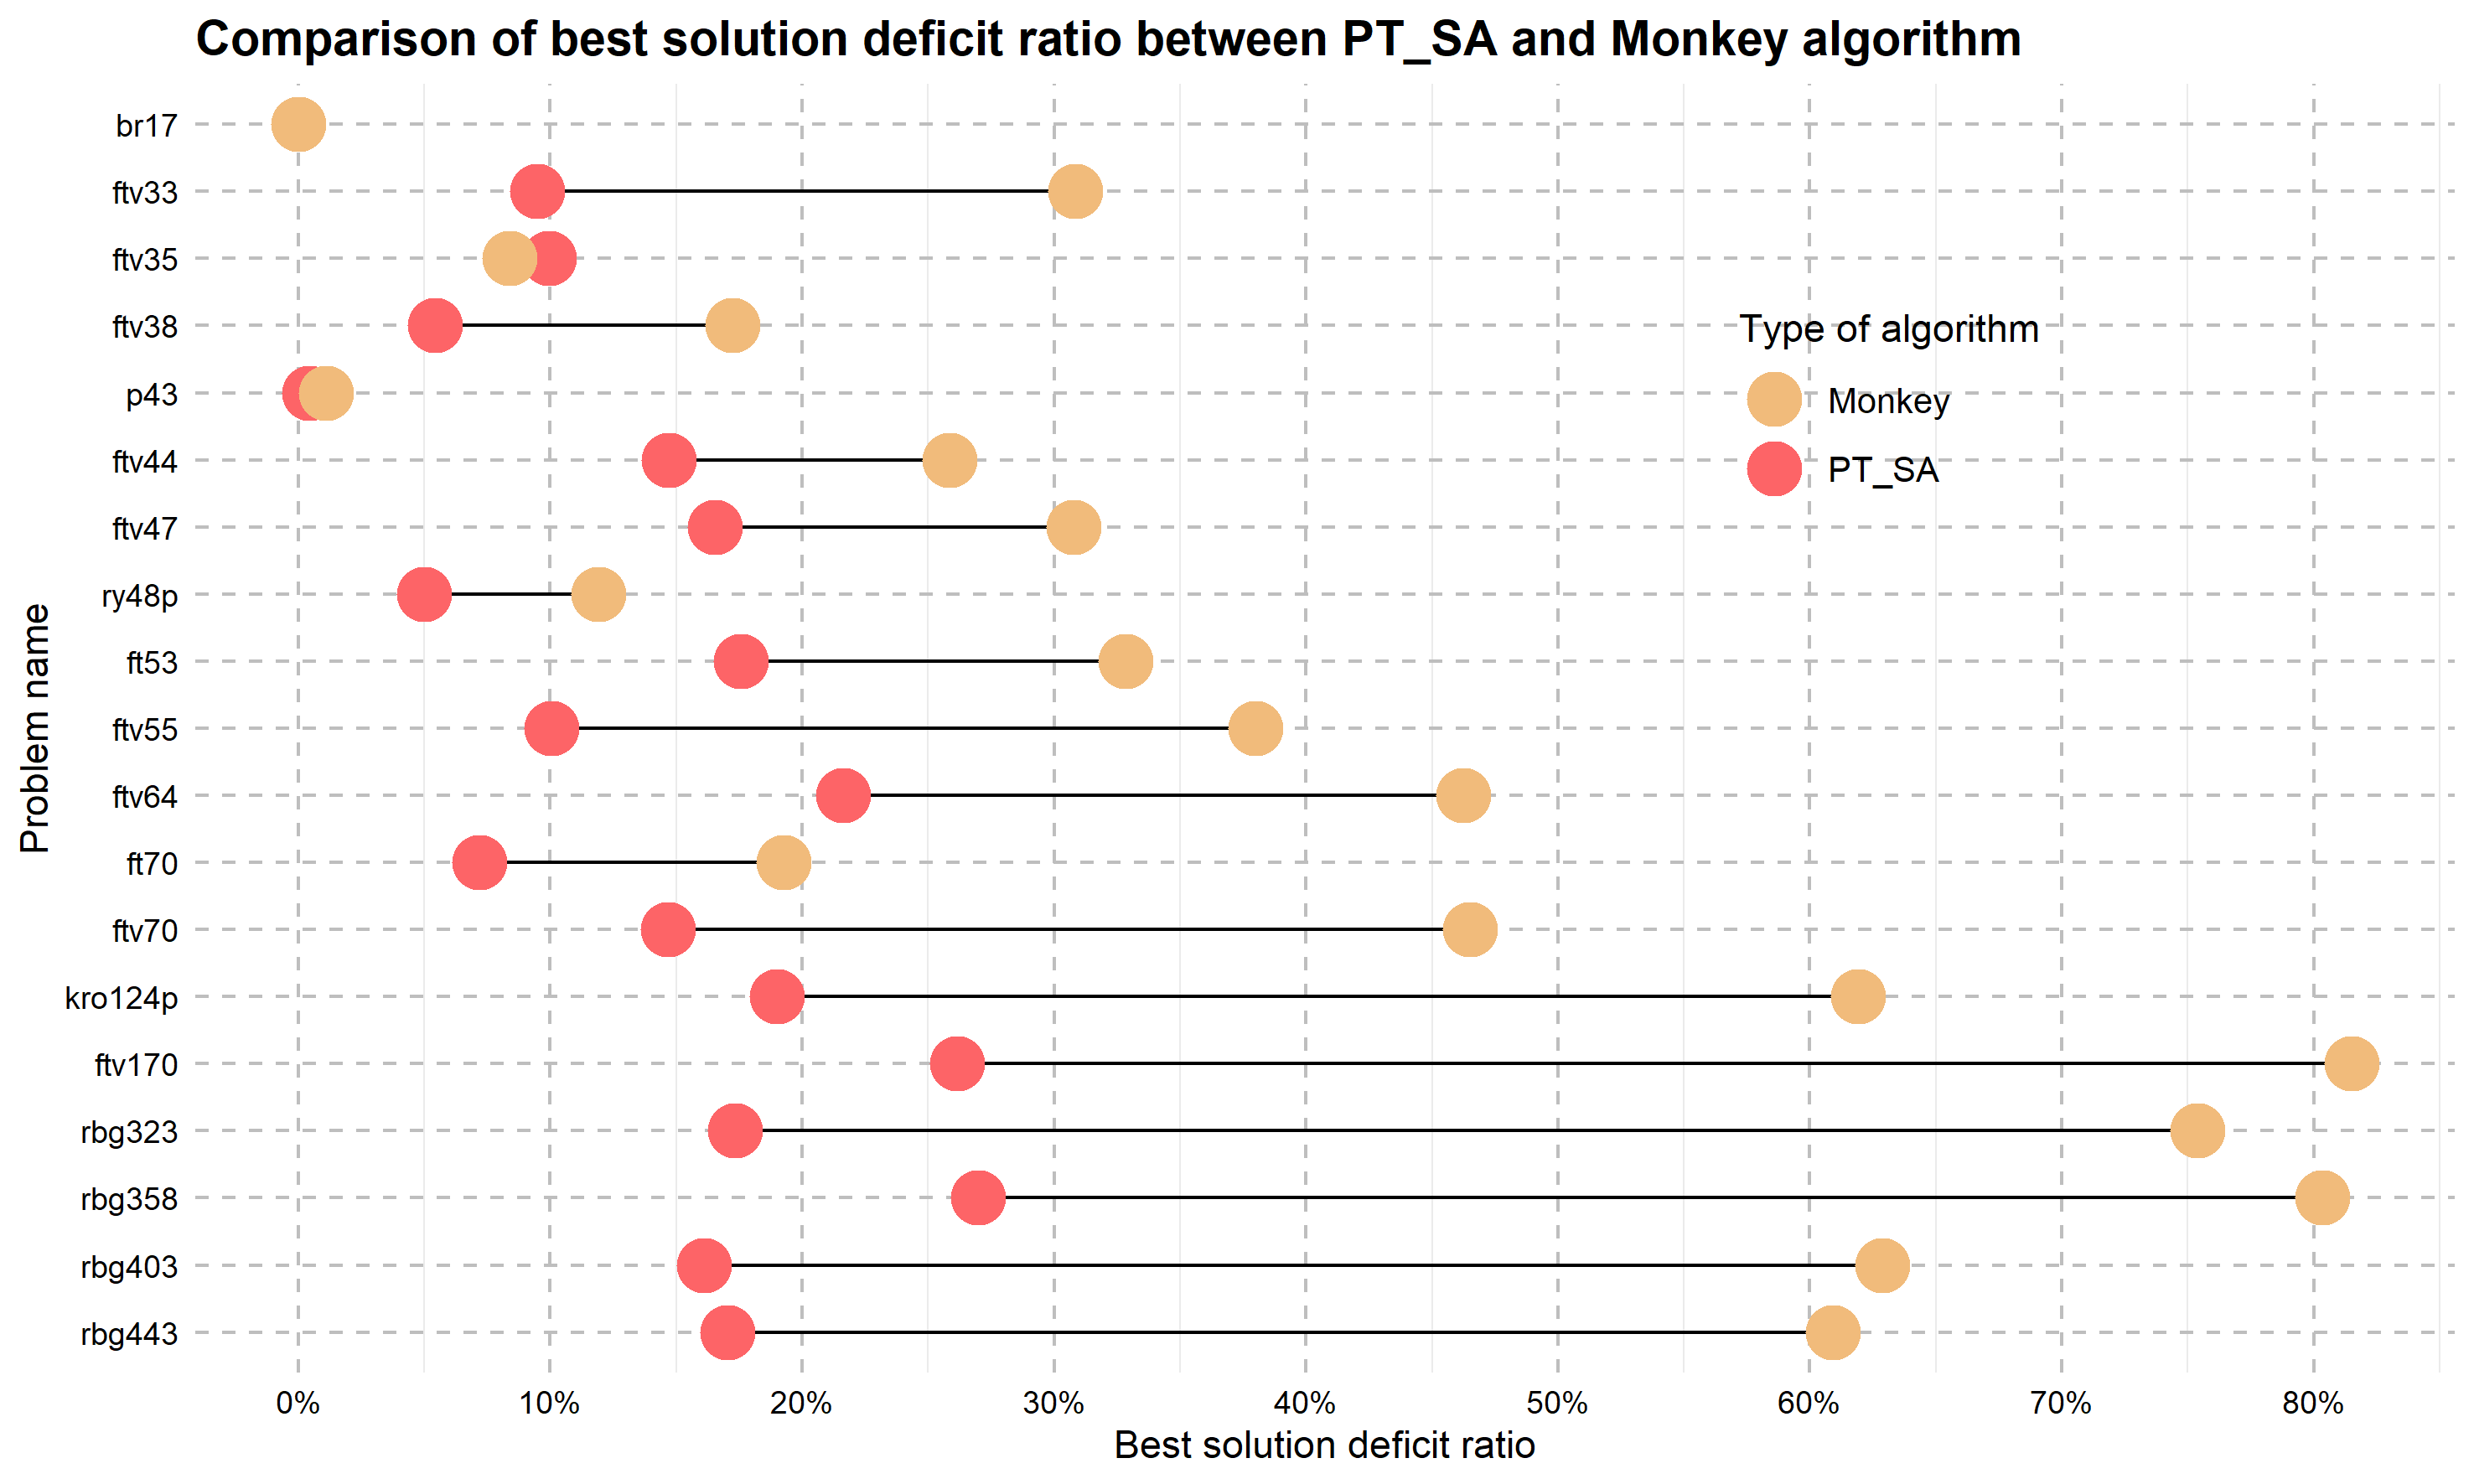 Comparison of best solution deficit ratio between PT_SA and Monkey algorithm
br17
ftv33
ftv35
ftv38
p43
ftv44
ftv47
ry48p
ft53
ftv55
ftv64
ft70
ftv70
kro124p
ftv170
rbg323
rbg358
rbg403
rbg443
Problem name
Type of algorithm
Monkey
PT_SA
0% 10% 20% 30% 40% 50% 60% 70% 80%
Best solution deficit ratio